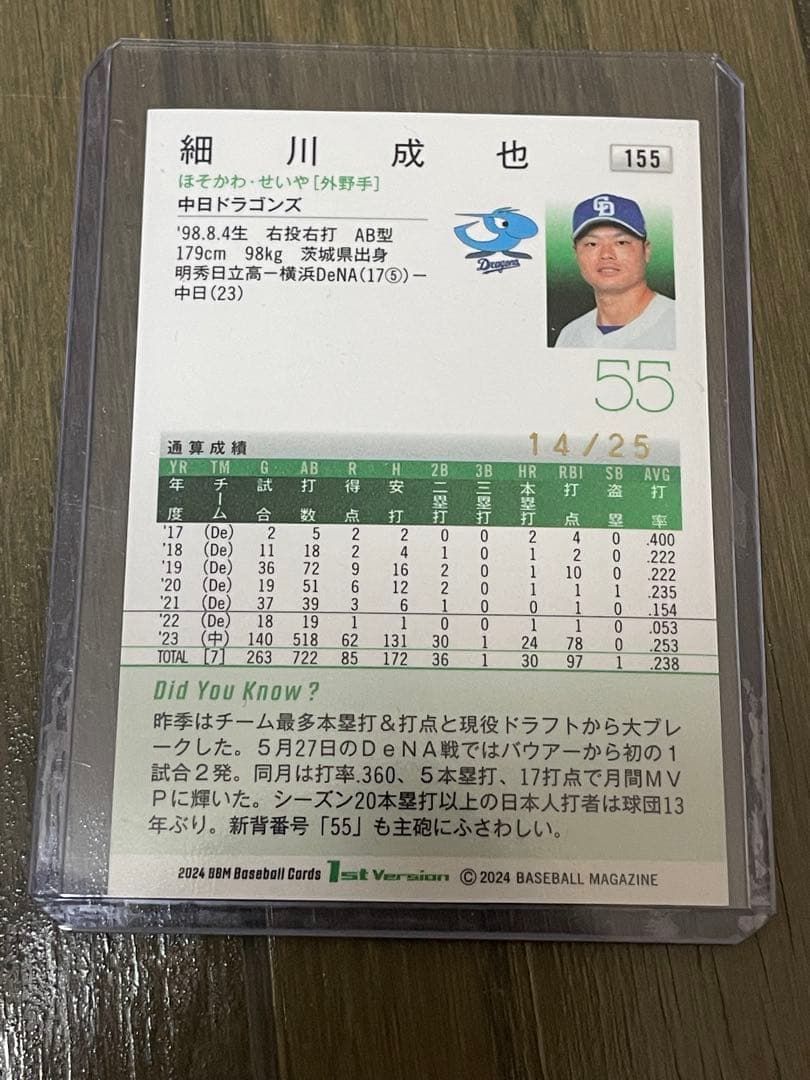 細川成也 155
ほそかわ・せいや[外野手]
中日ドラゴンズ
'98.8.4生 右投右打 AB型
179cm 98kg 茨城県出身
明秀日立高ー横浜DeNA(17⑤)ー
中日(23)
CD
Dragons
55
14/25
通算成績
YR TM G AB R H 2B 3B HR RBI SB AVG
年度 チーム 試合 打数 得点 安打 二塁打 三塁打 本塁打 打点 盗塁 打率
'17 (De) 2 5 2 2 0 0 2 4 0 .400
'18 (De) 11 18 2 4 0 0 1 2 0 .222
'19 (De) 36 72 9 16 2 0 1 10 0 .222
'20 (De) 19 51 6 12 2 0 1 1 1 .235
'21 (De) 37 39 3 6 1 0 0 1 0 .154
'22 (De) 18 19 1 1 0 0 1 1 0 .053
'23 (中) 140 518 62 131 30 1 24 78 0 .253
TOTAL [7] 263 722 85 172 36 1 30 97 1 .238
Did You Know?
昨季はチーム最多本塁打&打点と現役ドラフトから大ブレ
ークした。5月27日のDeNA戦ではバウアーから初の1
試合2発。同月は打率.360、5本塁打、17打点で月間MV
Pに輝いた。シーズン20本塁打以上の日本人打者は球団13
年ぶり。新背番号「55」も主砲にふさわしい。
2024 BBM Baseball Cards 1st Version ©2024 BASEBALL MAGAZINE